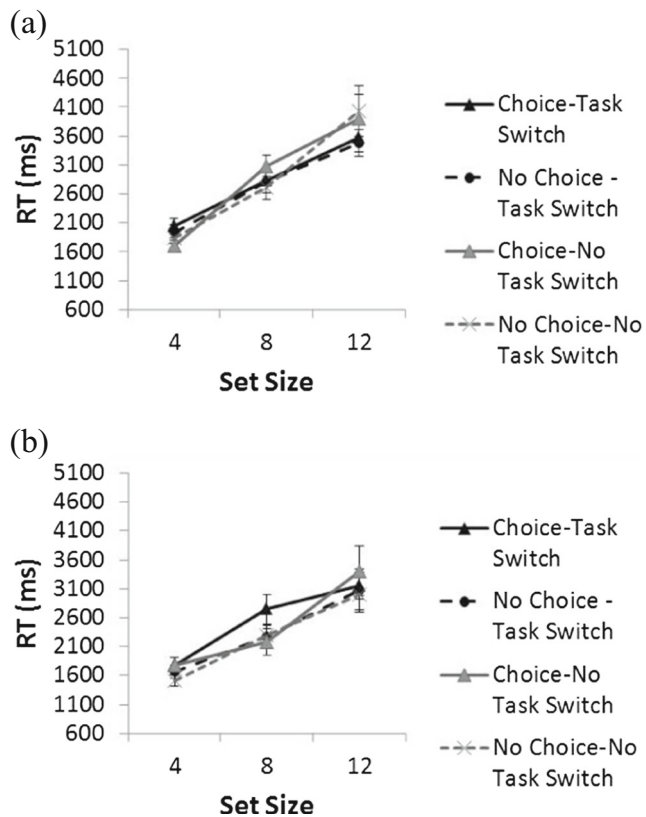 (a)
5100
4600
4100
3600
3100
2600
2100
1600
1100
600
RT (ms)
4 8 12
Set Size
Choice-Task
Switch
No Choice -
Task Switch
Choice-No
Task Switch
No Choice-No
Task Switch
(b)
5100
4600
4100
3600
3100
2600
2100
1600
1100
600
RT (ms)
4 8 12
Set Size
Choice-Task
Switch
No Choice -
Task Switch
Choice-No
Task Switch
No Choice-No
Task Switch